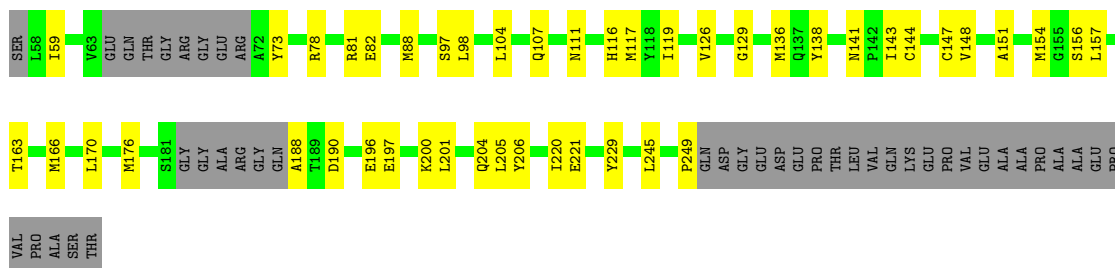 SER L58 I59 V63 GLU GLN THR GLY ARG GLY GLU ARG A72 Y73 R78 R81 E82 M88 S97 L98 L104 Q107 N111 H116 M117 Y118 I119 V126 G129 M136 Q137 Y138 N141 P142 I143 C144 C147 V148 A151 M154 G155 S156 L157
T163 M166 L170 M176 S181 GLY GLY ALA ARG GLY GLN A188 T189 D190 E196 E197 K200 L201 Q204 L205 Y206 I220 E221 Y229 L245 P249 GLN ASP GLY GLU ASP GLU PRO THR LEU VAL GLN LYS GLU PRO VAL GLU ALA ALA PRO ALA ALA GLU PRO
VAL PRO ALA SER THR